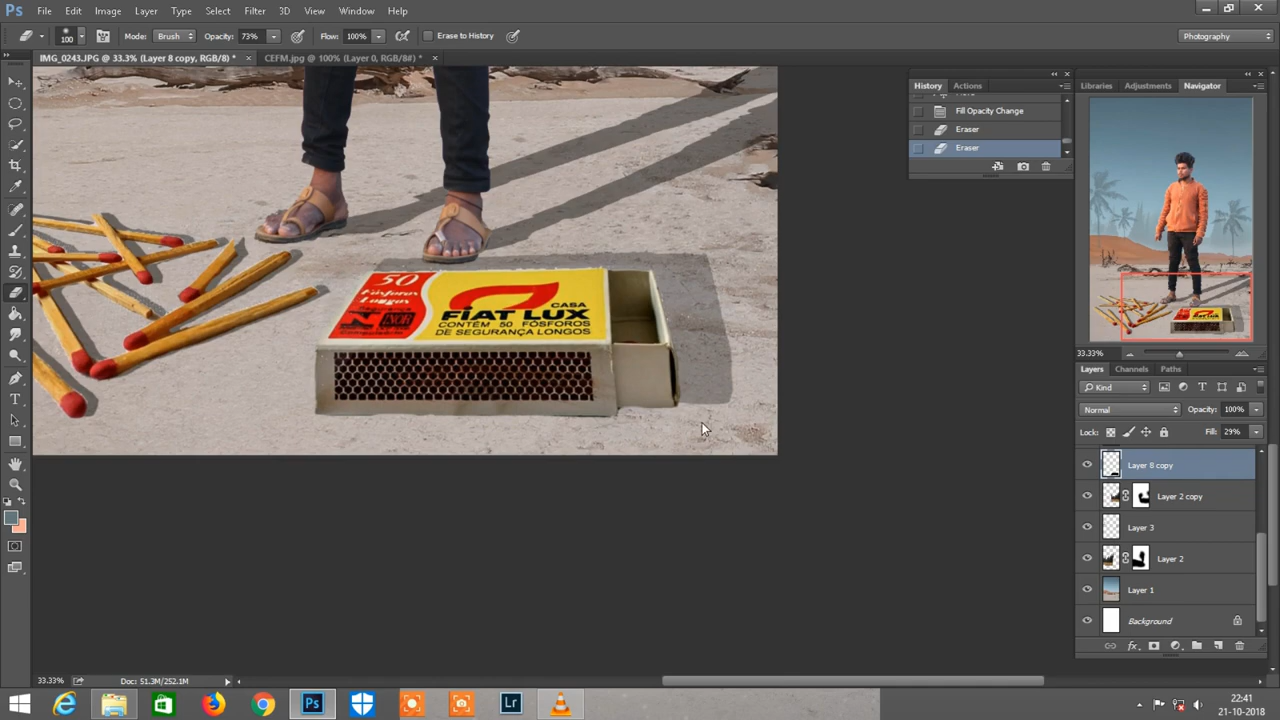 Ps File Edit Image Layer Type Select Filter 3D View Window Help
100 Mode: Brush Opacity: 73% Flow: 100% Erase to History Photography
IMG_0243.JPG @ 33.3% (Layer 8 copy, RGB/8) * × CEFM.jpg @ 100% (Layer 0, RGB/8#) * ×
History Actions
Fill Opacity Change
Eraser
Eraser
Libraries Adjustments Navigator
33.33%
Layers Channels Paths
Kind
Normal Opacity: 100%
Lock: Fill: 29%
Layer 8 copy
Layer 2 copy
Layer 3
Layer 2
Layer 1
Background
fx
50
Fósforos
Longos
CASA
FIAT LUX
CONTÉM 50 FÓSFOROS
DE SEGURANÇA LONGOS
33.33% Doc: 51.3M/252.1M
Ps Lr
22:41
21-10-2018